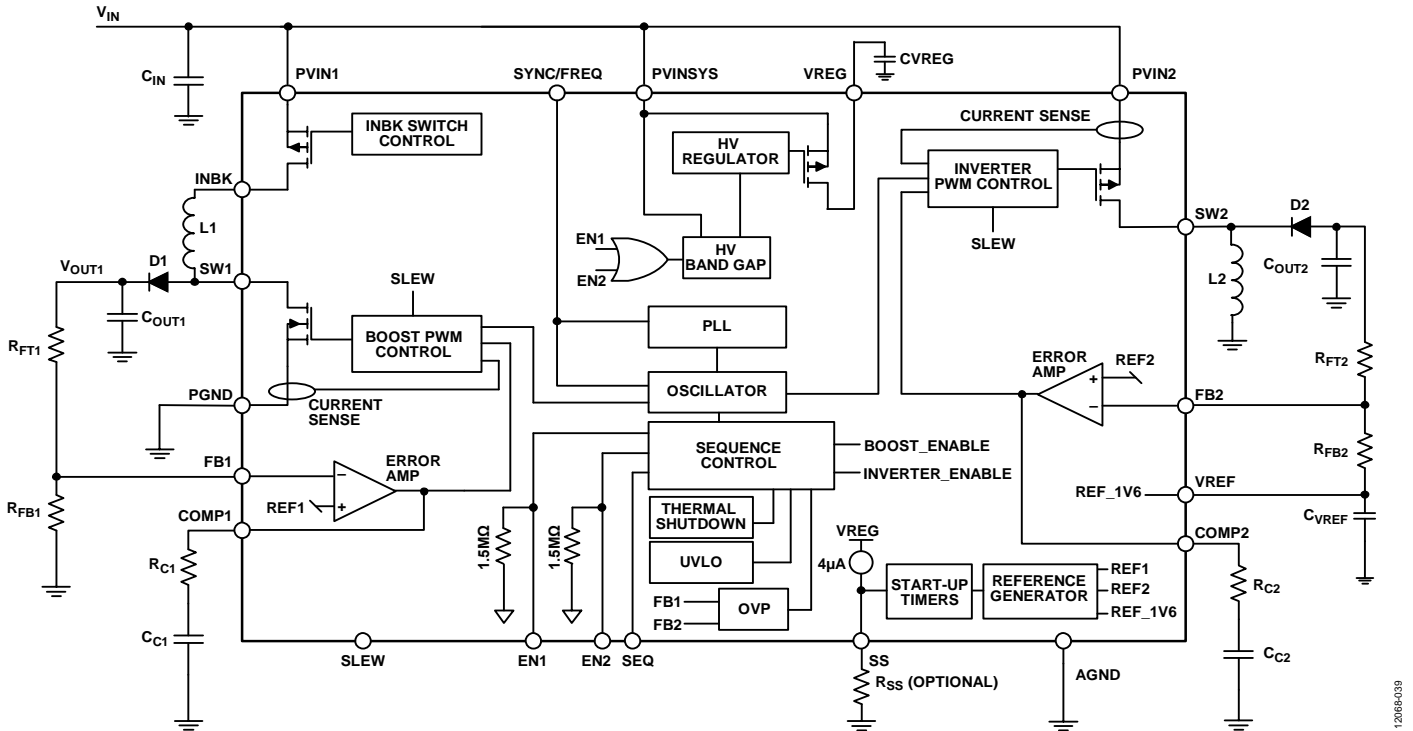 VIN
CIN
PVIN1
SYNC/FREQ
PVINSYS
VREG
CVREG
PVIN2
INBK SWITCH
CONTROL
HV
REGULATOR
CURRENT SENSE
INVERTER
PWM CONTROL
INBK
L1
SLEW
SW2
D2
EN1
EN2
HV
BAND GAP
L2
COUT2
VOUT1
D1
SW1
COUT1
SLEW
RFT1
BOOST PWM
CONTROL
PLL
ERROR
AMP
REF2
+
−
RFT2
OSCILLATOR
PGND
CURRENT
SENSE
FB2
SEQUENCE
CONTROL
BOOST_ENABLE
INVERTER_ENABLE
RFB2
FB1
ERROR
AMP
−
+
REF1
RFB1
REF_1V6
VREF
CVREF
COMP1
THERMAL
SHUTDOWN
VREG
COMP2
RC1
1.5MΩ
1.5MΩ
UVLO
4µA
START-UP
TIMERS
REFERENCE
GENERATOR
REF1
REF2
REF_1V6
RC2
FB1
FB2
OVP
CC1
SLEW
EN1
EN2
SEQ
SS
AGND
RSS (OPTIONAL)
CC2
12068-039